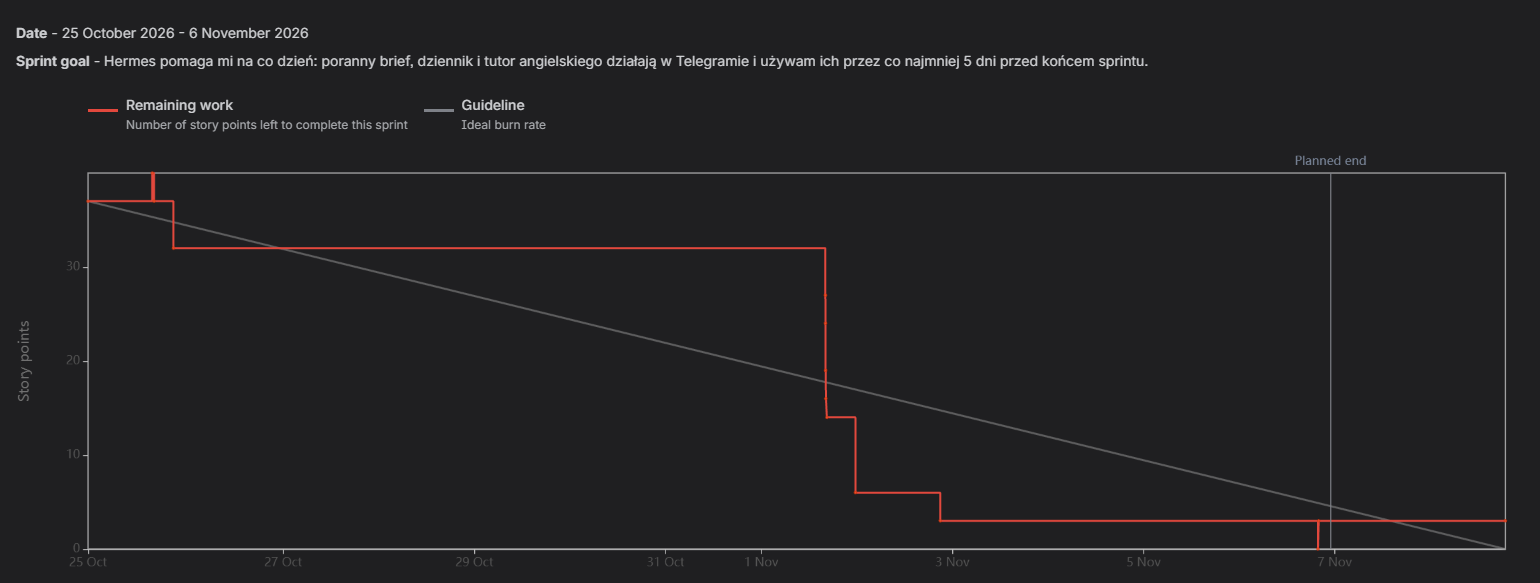 Date - 25 October 2026 - 6 November 2026
Sprint goal - Hermes pomaga mi na co dzień: poranny brief, dziennik i tutor angielskiego działają w Telegramie i używam ich przez co najmniej 5 dni przed końcem sprintu.
Remaining work
Number of story points left to complete this sprint
Guideline
Ideal burn rate
Planned end
Story points
30
20
10
0
25 Oct
27 Oct
29 Oct
31 Oct
1 Nov
3 Nov
5 Nov
7 Nov